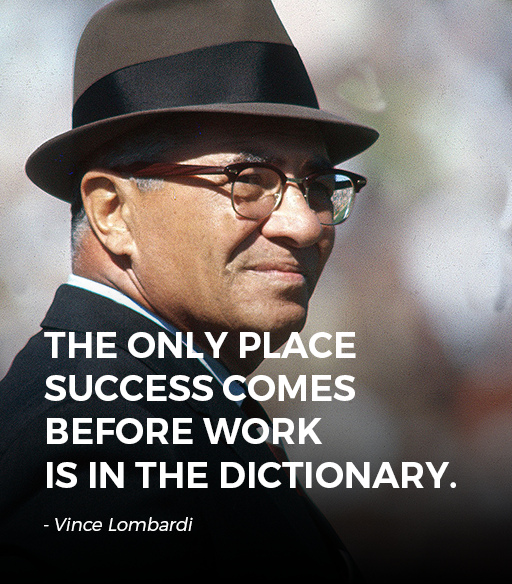 THE ONLY PLACE
SUCCESS COMES
BEFORE WORK
IS IN THE DICTIONARY.
- Vince Lombardi